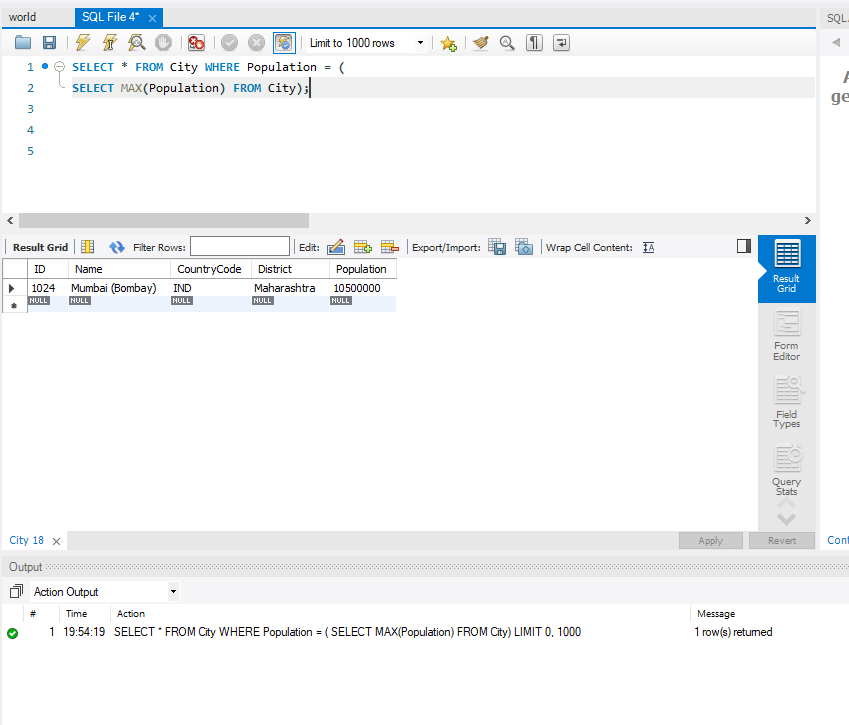 world
SQL File 4*
SQL
Limit to 1000 rows
1 SELECT * FROM City WHERE Population = (
2 SELECT MAX(Population) FROM City);
3
4
5
A
ge
Result Grid
Filter Rows:
Edit:
Export/Import:
Wrap Cell Content:
ID Name CountryCode District Population
1024 Mumbai (Bombay) IND Maharashtra 10500000
NULL NULL NULL NULL NULL
Result
Grid
Form
Editor
Field
Types
Query
Stats
City 18
Apply
Revert
Cont
Output
Action Output
# Time Action Message
1 19:54:19 SELECT * FROM City WHERE Population = ( SELECT MAX(Population) FROM City) LIMIT 0, 1000 1 row(s) returned